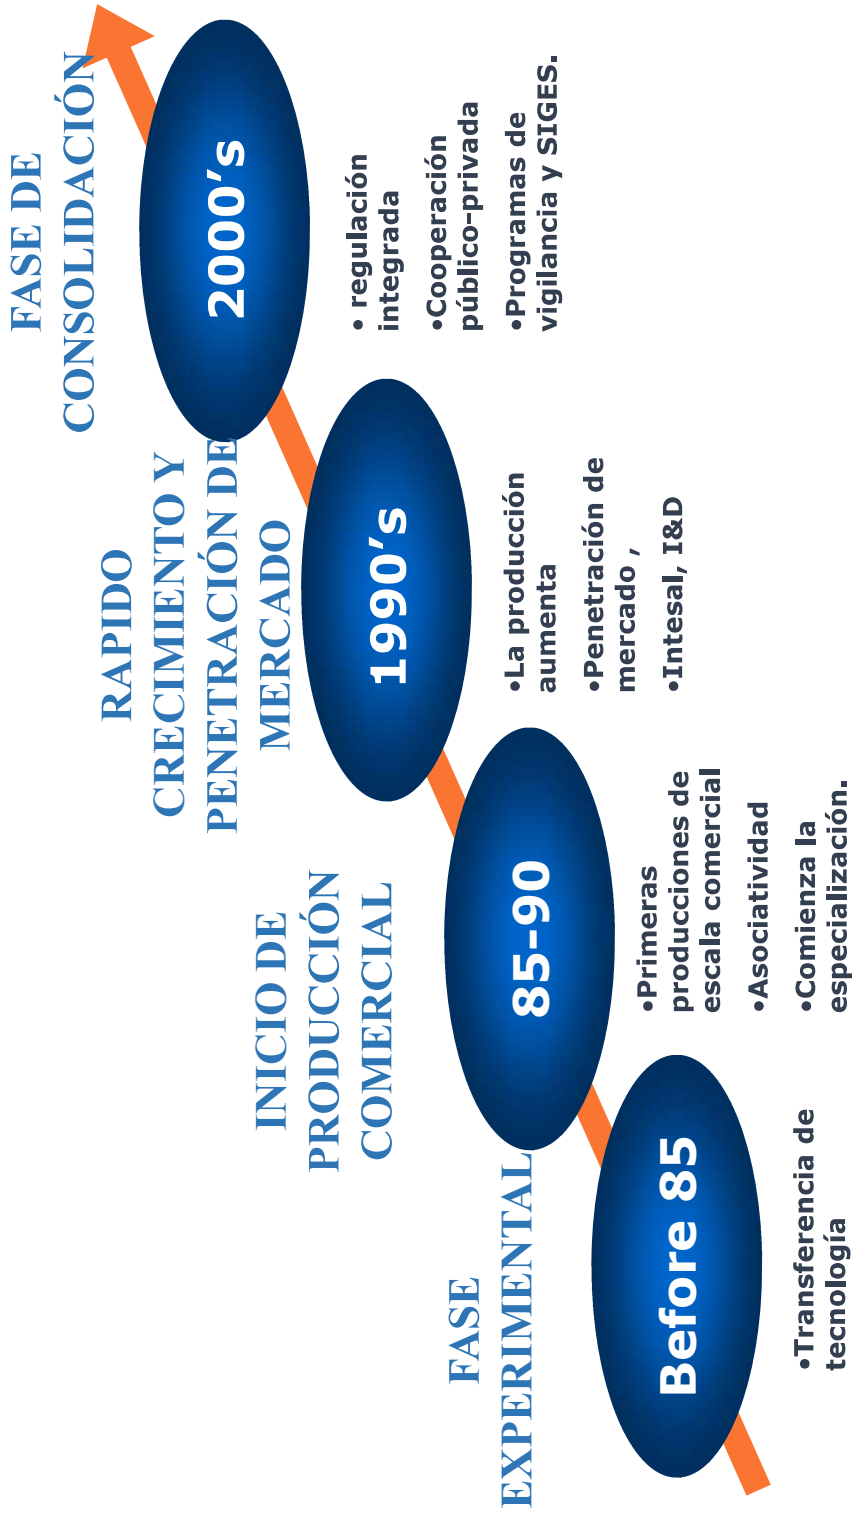 FASE
EXPERIMENTAL
Before 85
•Transferencia de
tecnología
INICIO DE
PRODUCCIÓN
COMERCIAL
85-90
•Primeras
producciones de
escala comercial
•Asociatividad
•Comienza la
especialización.
RAPIDO
CRECIMIENTO Y
PENETRACIÓN DE
MERCADO
1990’s
•La producción
aumenta
•Penetración de
mercado ,
•Intesal, I&D
FASE DE
CONSOLIDACIÓN
2000’s
• regulación
integrada
•Cooperación
público-privada
•Programas de
vigilancia y SIGES.